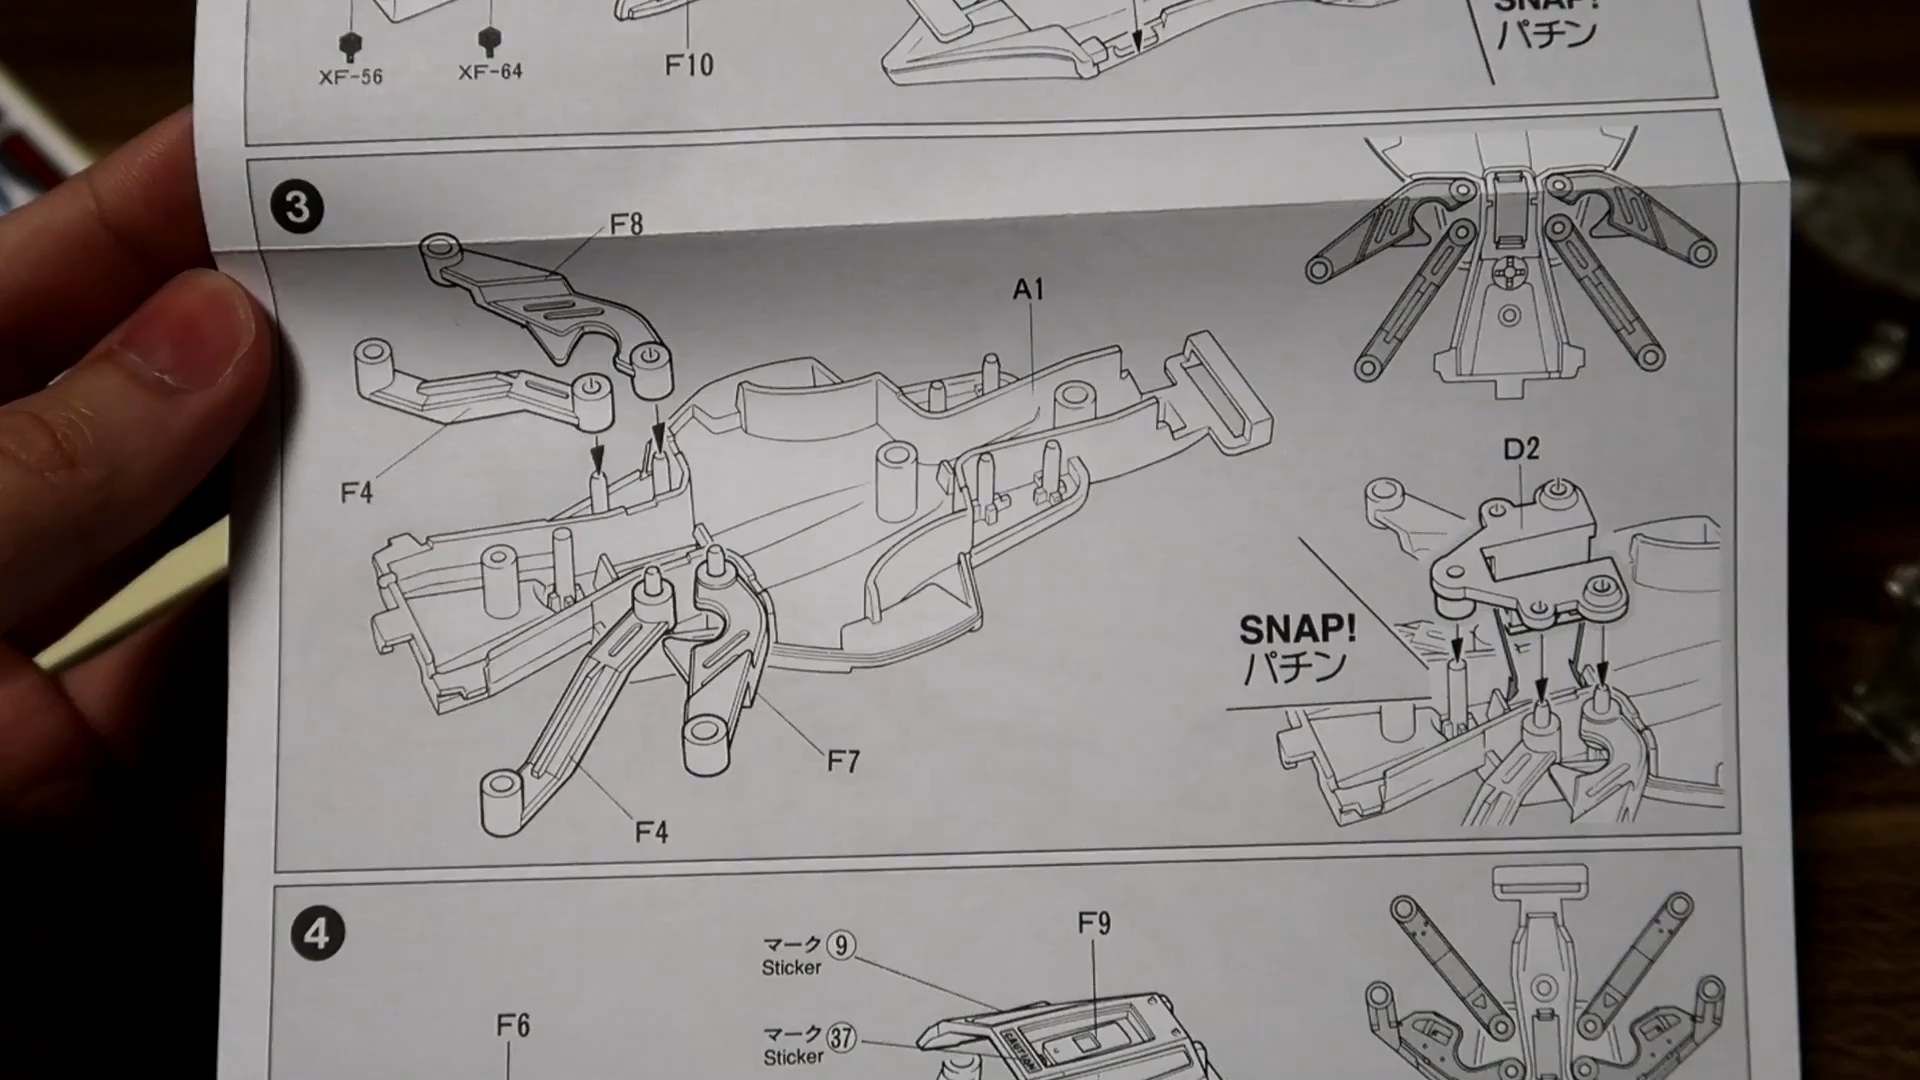 SNAP!
パチン
XF-56
XF-64
F10
3
F8
A1
F4
D2
SNAP!
パチン
F7
F4
4
マーク 9
Sticker
F9
F6
マーク 37
Sticker
CAUTION